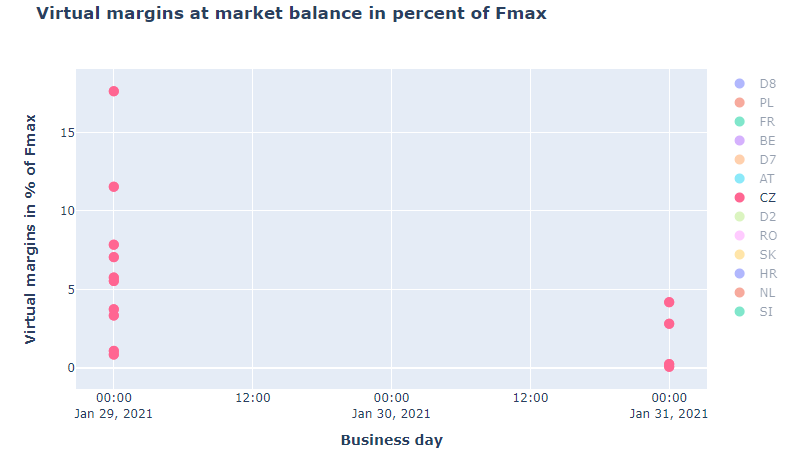 Virtual margins at market balance in percent of Fmax
Virtual margins in % of Fmax
15
10
5
0
00:00
Jan 29, 2021
12:00
00:00
Jan 30, 2021
12:00
00:00
Jan 31, 2021
Business day
D8
PL
FR
BE
D7
AT
CZ
D2
RO
SK
HR
NL
SI